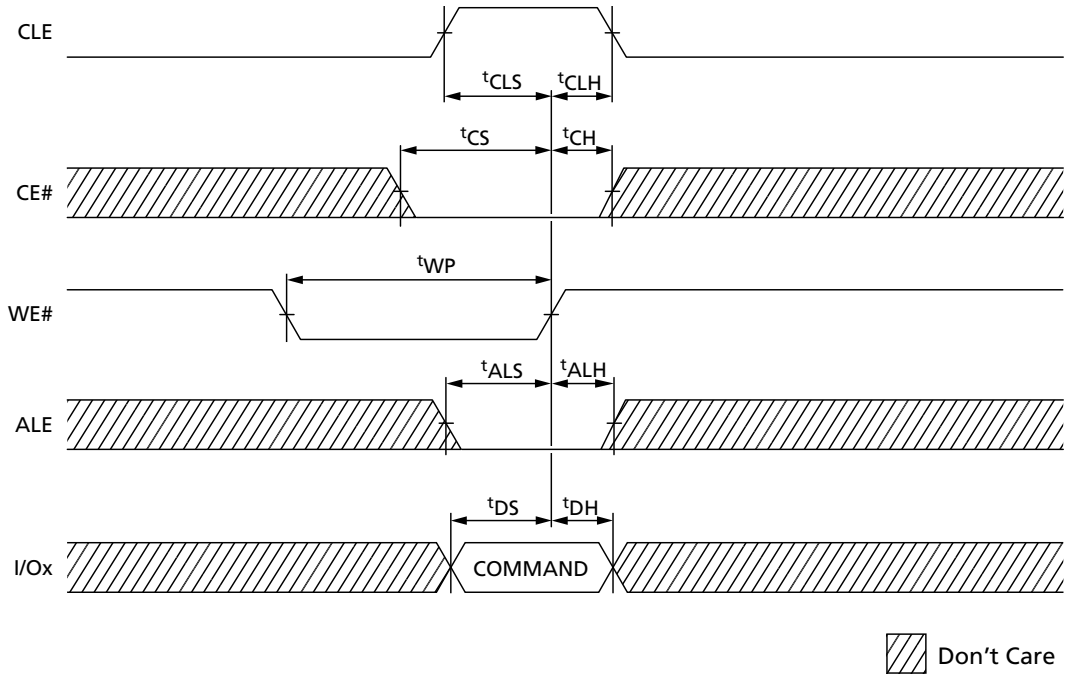 CLE
tCLS tCLH
tCS tCH
CE#
tWP
WE#
tALS tALH
ALE
tDS tDH
I/Ox COMMAND
Don't Care